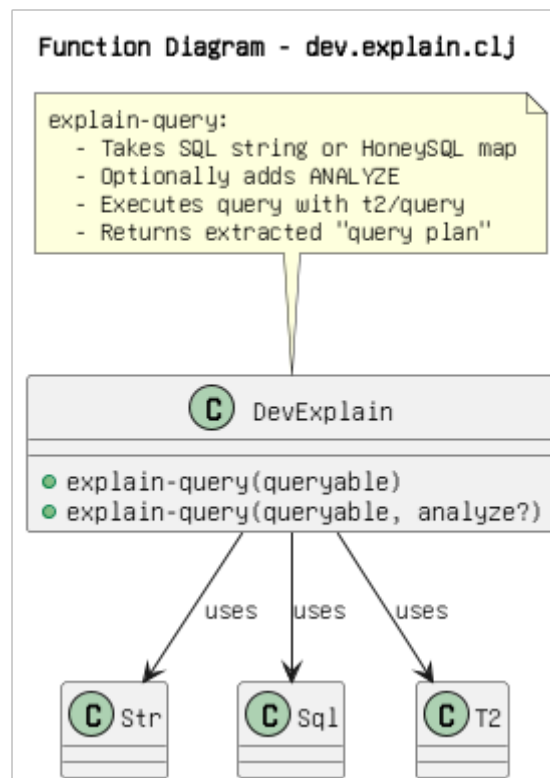 Function Diagram - dev.explain.clj
explain-query:
- Takes SQL string or HoneySQL map
- Optionally adds ANALYZE
- Executes query with t2/query
- Returns extracted "query plan"
C DevExplain
explain-query(queryable)
explain-query(queryable, analyze?)
uses uses uses
C Str C Sql C T2